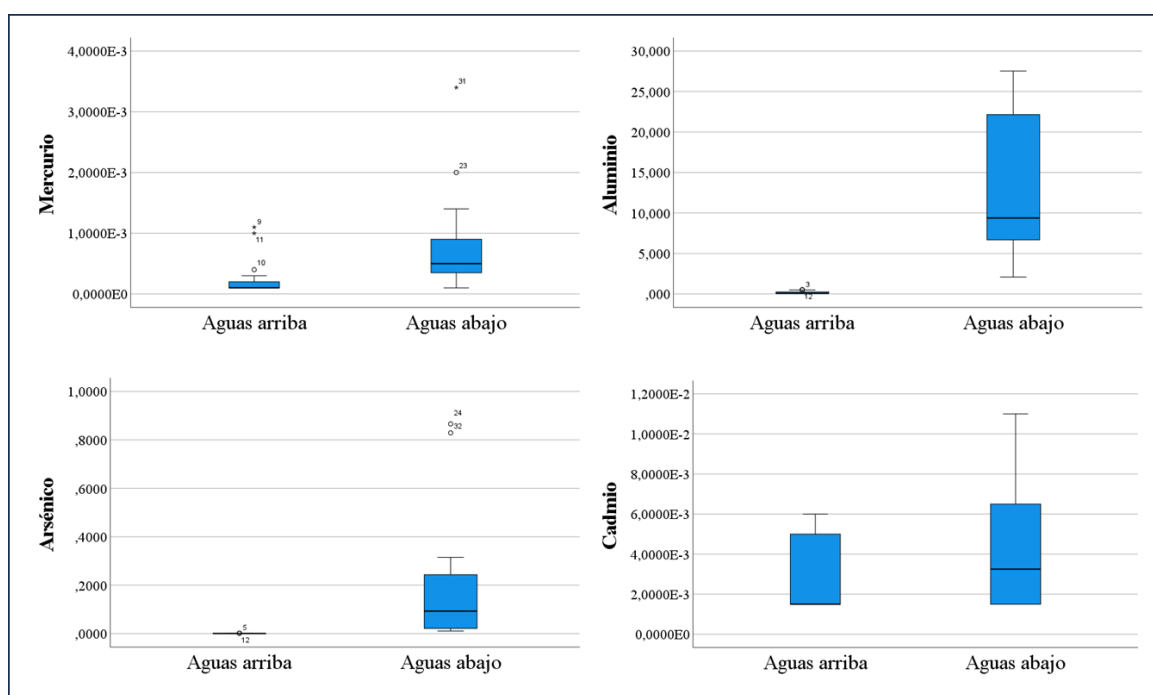 Mercurio
4,0000E-3
3,0000E-3
2,0000E-3
1,0000E-3
0,0000E0
9
11
10
31
23
Aguas arriba
Aguas abajo
Aluminio
30,000
25,000
20,000
15,000
10,000
5,000
,000
3
12
Aguas arriba
Aguas abajo
Arsénico
1,0000
,8000
,6000
,4000
,2000
,0000
5
12
24
32
Aguas arriba
Aguas abajo
Cadmio
1,2000E-2
1,0000E-2
8,0000E-3
6,0000E-3
4,0000E-3
2,0000E-3
0,0000E0
Aguas arriba
Aguas abajo